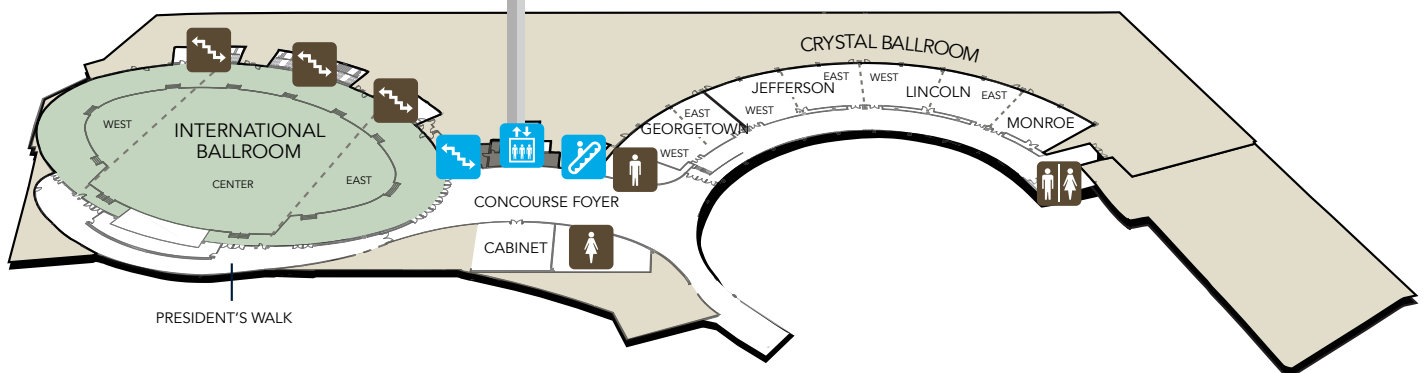 CRYSTAL BALLROOM
WEST
INTERNATIONAL
BALLROOM
CENTER
EAST
GEORGETOWN
EAST
WEST
JEFFERSON
EAST
WEST
WEST
LINCOLN
EAST
MONROE
CONCOURSE FOYER
CABINET
PRESIDENT'S WALK